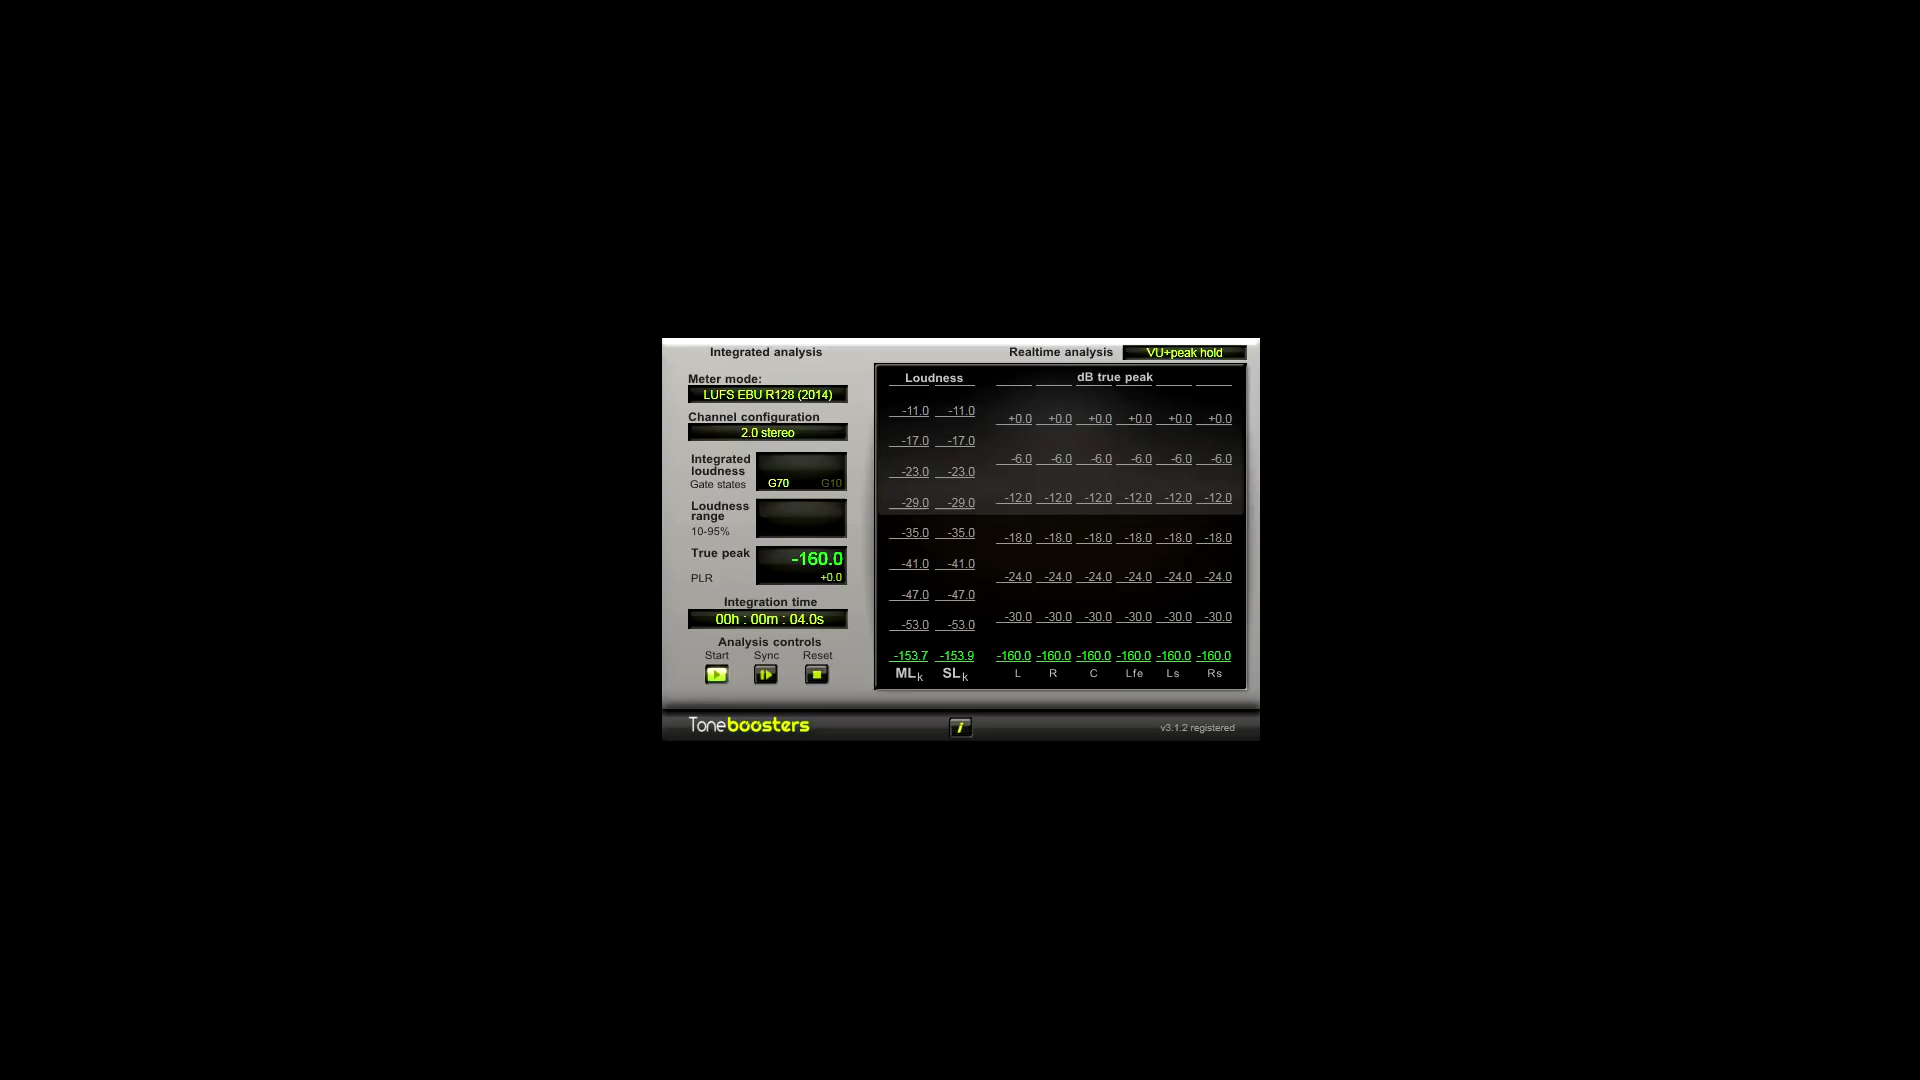 Integrated analysis
Realtime analysis VU+peak hold
Meter mode:
LUFS EBU R128 (2014)
Channel configuration
2.0 stereo
Integrated
loudness
Gate states G70 G10
Loudness
range
10-95%
True peak -160.0
PLR +0.0
Integration time
00h : 00m : 04.0s
Analysis controls
Start Sync Reset
Loudness dB true peak
-11.0 -11.0 +0.0 +0.0 +0.0 +0.0 +0.0 +0.0
-17.0 -17.0 -6.0 -6.0 -6.0 -6.0 -6.0 -6.0
-23.0 -23.0
-29.0 -29.0 -12.0 -12.0 -12.0 -12.0 -12.0 -12.0
-35.0 -35.0 -18.0 -18.0 -18.0 -18.0 -18.0 -18.0
-41.0 -41.0 -24.0 -24.0 -24.0 -24.0 -24.0 -24.0
-47.0 -47.0
-53.0 -53.0 -30.0 -30.0 -30.0 -30.0 -30.0 -30.0
-153.7 -153.9 -160.0 -160.0 -160.0 -160.0 -160.0 -160.0
MLk SLk L R C Lfe Ls Rs
Toneboosters i v3.1.2 registered